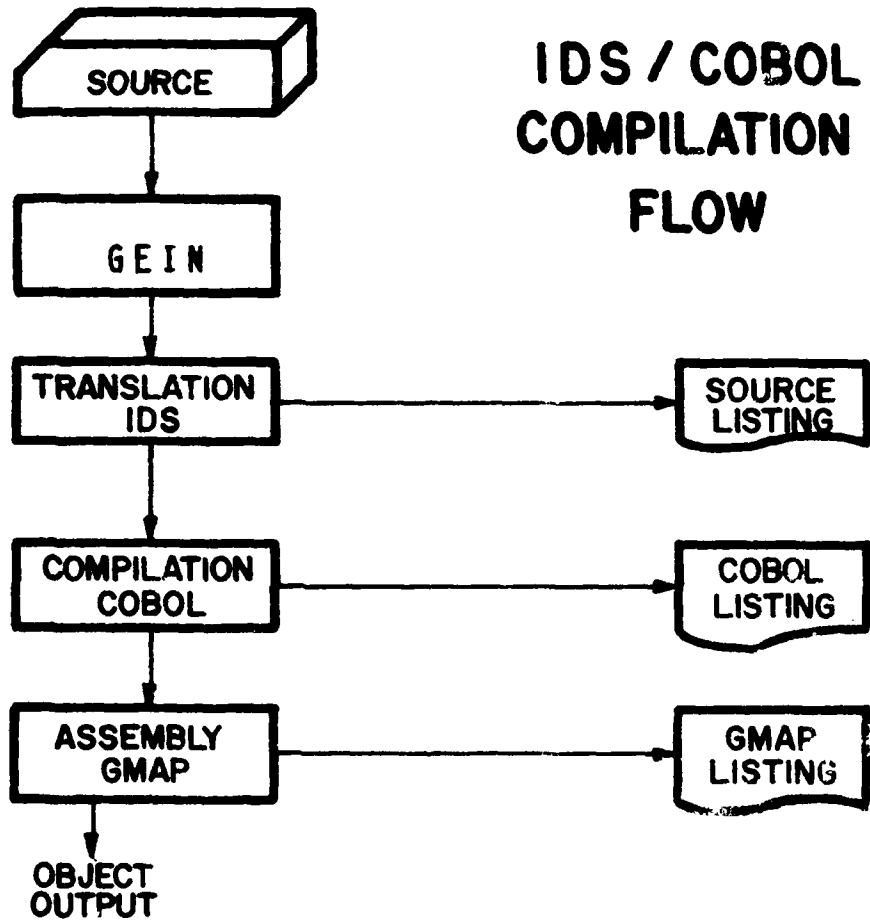 IDS / COBOL
COMPILATION
FLOW
SOURCE
GEIN
TRANSLATION
IDS
SOURCE
LISTING
COMPILATION
COBOL
COBOL
LISTING
ASSEMBLY
GMAP
GMAP
LISTING
OBJECT
OUTPUT